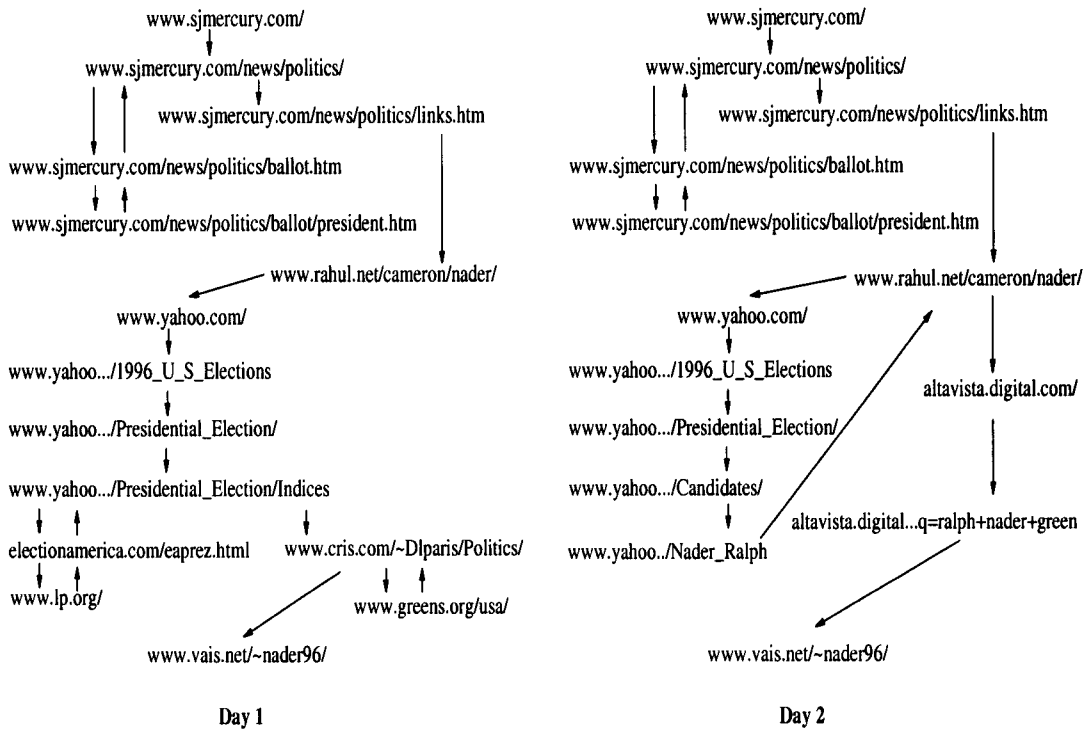 www.sjmercury.com/
www.sjmercury.com/news/politics/
www.sjmercury.com/news/politics/links.htm
www.sjmercury.com/news/politics/ballot.htm
www.sjmercury.com/news/politics/ballot/president.htm
www.rahul.net/cameron/nader/
www.yahoo.com/
www.yahoo.../1996_U_S_Elections
www.yahoo.../Presidential_Election/
www.yahoo.../Presidential_Election/Indices
electionamerica.com/eaprez.html
www.cris.com/~Dlparis/Politics/
www.lp.org/
www.greens.org/usa/
www.vais.net/~nader96/
Day 1
www.sjmercury.com/
www.sjmercury.com/news/politics/
www.sjmercury.com/news/politics/links.htm
www.sjmercury.com/news/politics/ballot.htm
www.sjmercury.com/news/politics/ballot/president.htm
www.rahul.net/cameron/nader/
www.yahoo.com/
www.yahoo.../1996_U_S_Elections
altavista.digital.com/
www.yahoo.../Presidential_Election/
www.yahoo.../Candidates/
altavista.digital...q=ralph+nader+green
www.yahoo../Nader_Ralph
www.vais.net/~nader96/
Day 2